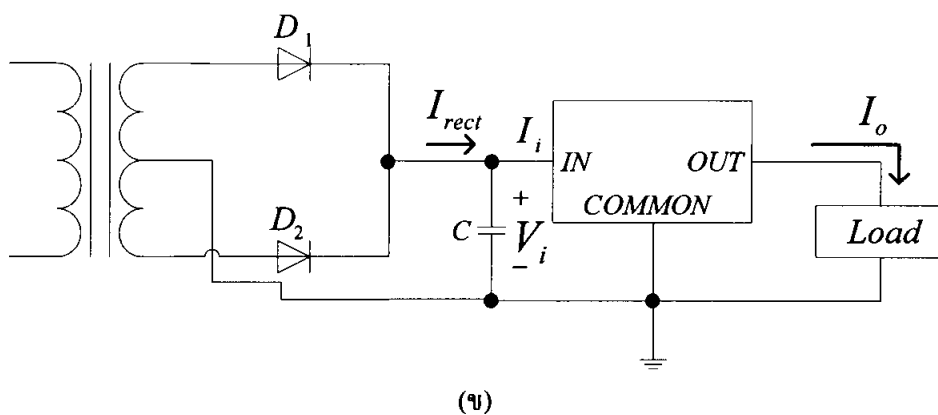 D1
Irect
Ii
Io
IN
OUT
COMMON
D2
C
+
Vi
−
Load
(ข)